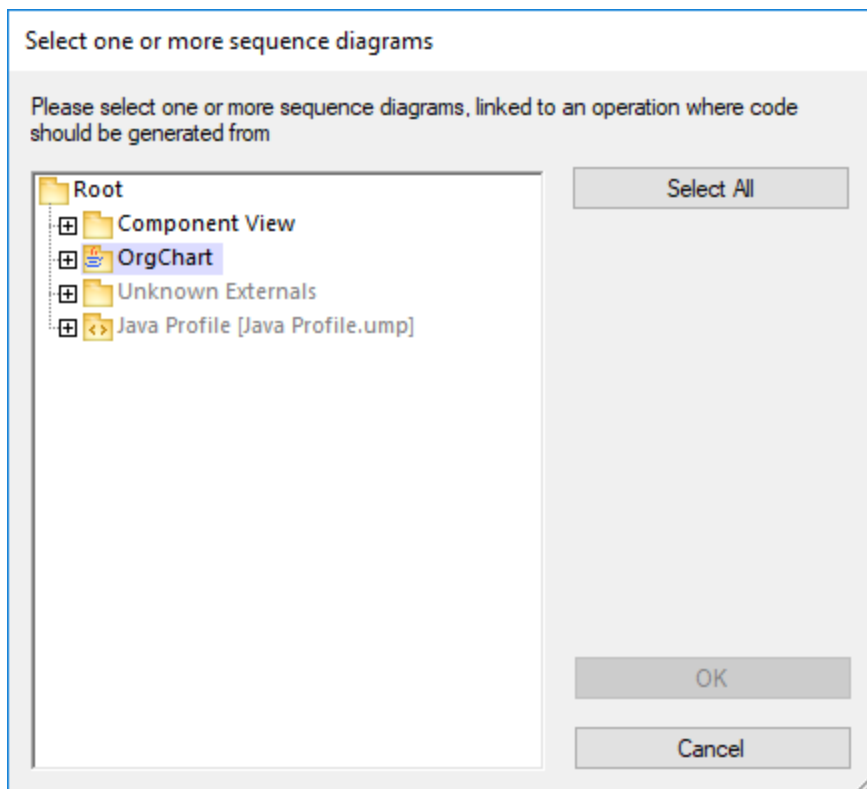 Select one or more sequence diagrams
Please select one or more sequence diagrams, linked to an operation where code
should be generated from
Root
Select All
Component View
OrgChart
Unknown Externals
Java Profile [Java Profile.ump]
OK
Cancel